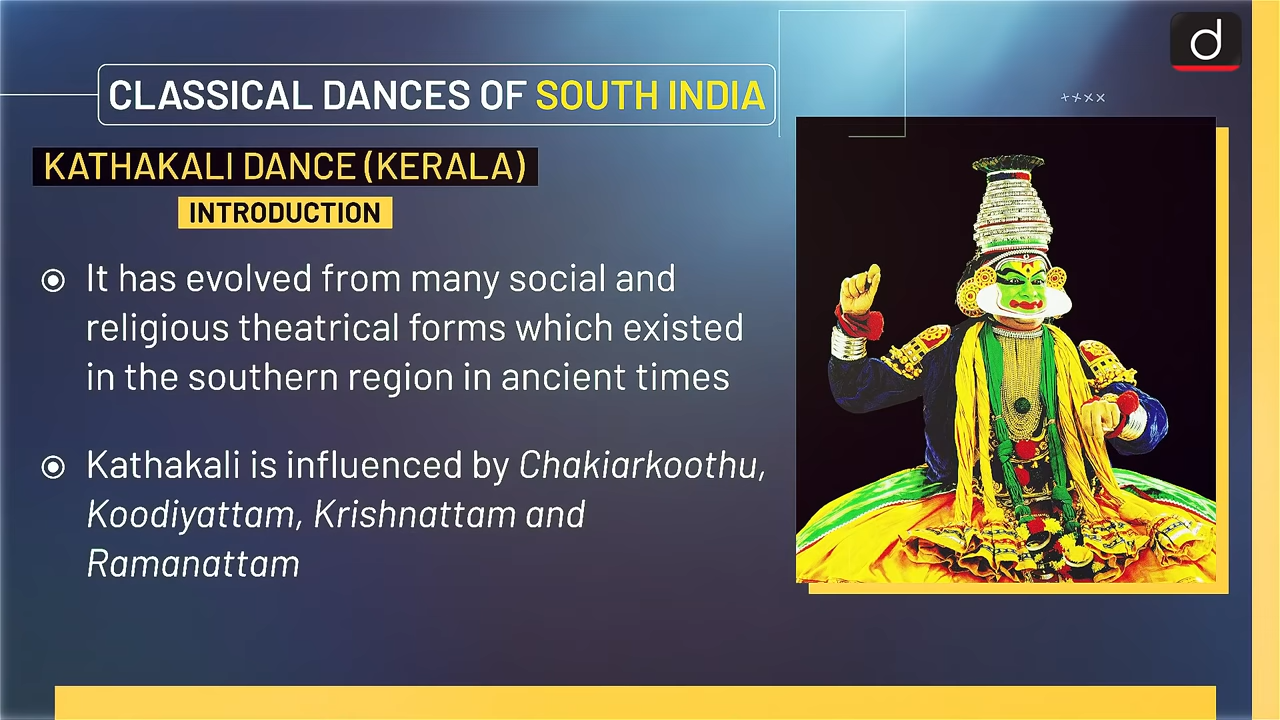 d
CLASSICAL DANCES OF SOUTH INDIA
KATHAKALI DANCE (KERALA)
INTRODUCTION
It has evolved from many social and
religious theatrical forms which existed
in the southern region in ancient times
Kathakali is influenced by Chakiarkoothu,
Koodiyattam, Krishnattam and
Ramanattam